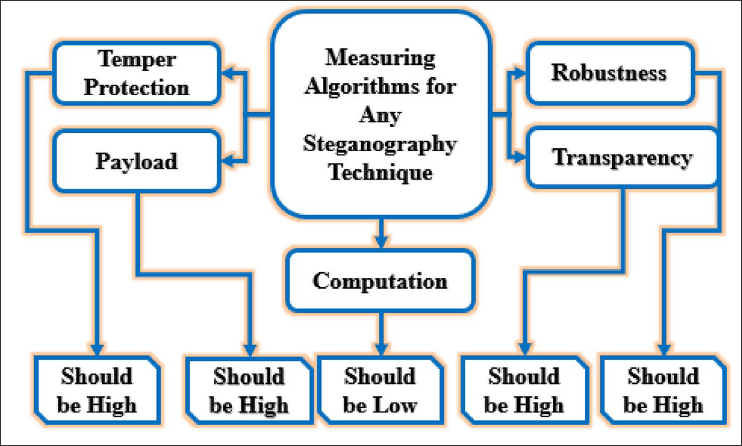 Measuring
Algorithms for
Any
Steganography
Technique
Temper
Protection
Payload
Robustness
Transparency
Computation
Should
be High
Should
be High
Should
be Low
Should
be High
Should
be High